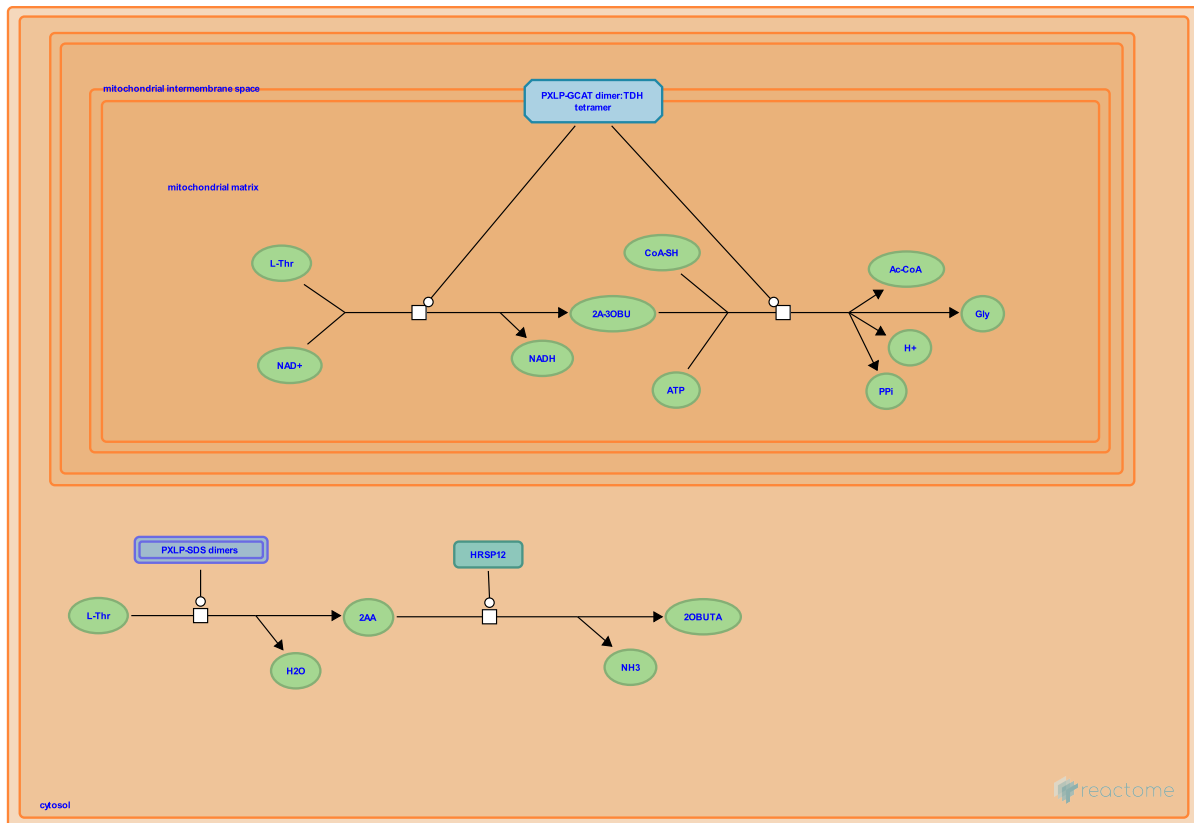 mitochondrial intermembrane space
PXLP-GCAT dimer:TDH
tetramer
mitochondrial matrix
L-Thr
CoA-SH
Ac-CoA
2A-3OBU
Gly
NAD+
NADH
H+
ATP
PPi
PXLP-SDS dimers
HRSP12
L-Thr
2AA
2OBUTA
H2O
NH3
cytosol
reactome